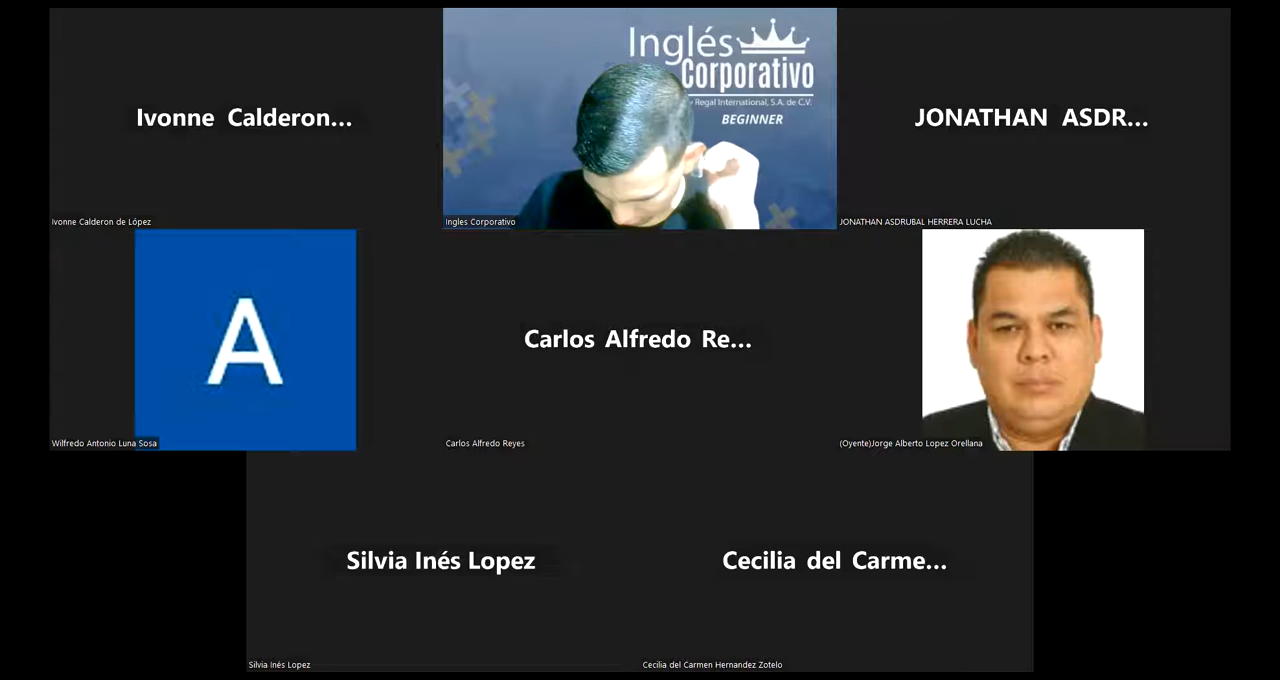 Ivonne Calderon...
Ivonne Calderon de López
Inglés
Corporativo
y Regal International, S.A. de C.V.
BEGINNER
Ingles Corporativo
JONATHAN ASDR...
JONATHAN ASDRUBAL HERRERA LUCHA
A
Wilfredo Antonio Luna Sosa
Carlos Alfredo Re...
Carlos Alfredo Reyes
(Oyente)Jorge Alberto Lopez Orellana
Silvia Inés Lopez
Silvia Inés Lopez
Cecilia del Carme...
Cecilia del Carmen Hernandez Zotelo